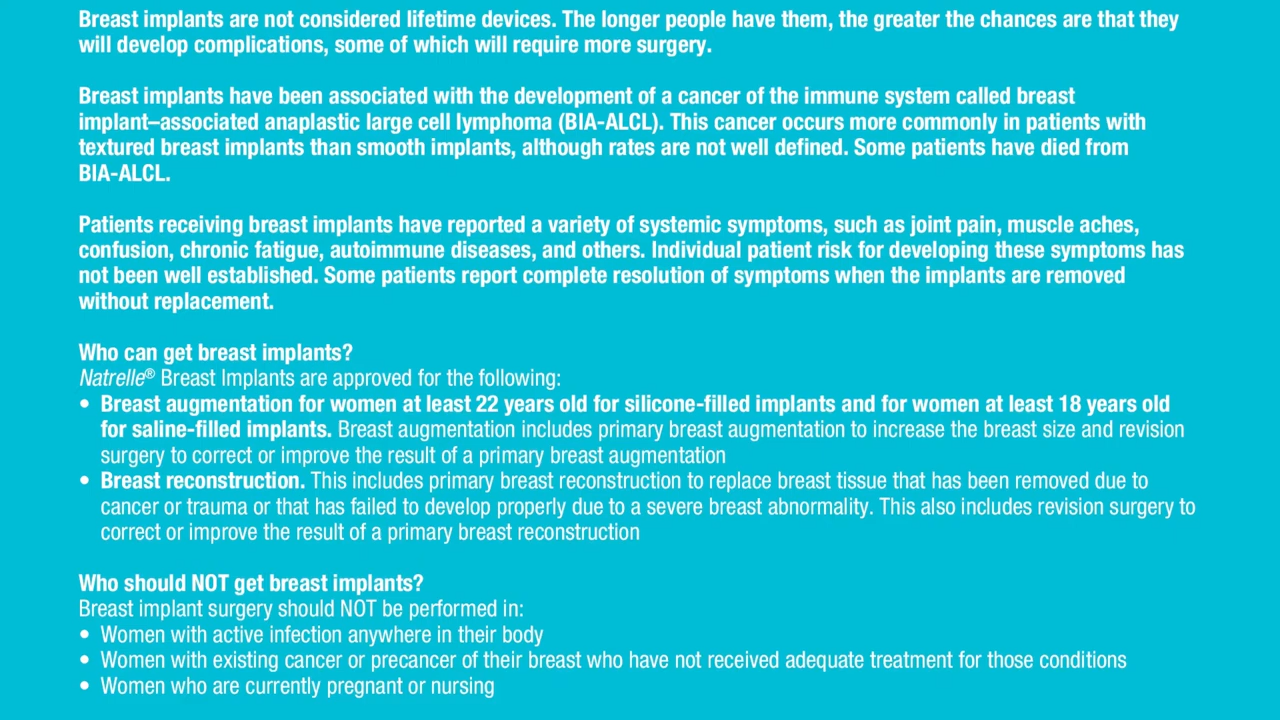 Breast implants are not considered lifetime devices. The longer people have them, the greater the chances are that they
will develop complications, some of which will require more surgery.
Breast implants have been associated with the development of a cancer of the immune system called breast
implant–associated anaplastic large cell lymphoma (BIA-ALCL). This cancer occurs more commonly in patients with
textured breast implants than smooth implants, although rates are not well defined. Some patients have died from
BIA-ALCL.
Patients receiving breast implants have reported a variety of systemic symptoms, such as joint pain, muscle aches,
confusion, chronic fatigue, autoimmune diseases, and others. Individual patient risk for developing these symptoms has
not been well established. Some patients report complete resolution of symptoms when the implants are removed
without replacement.
Who can get breast implants?
Natrelle® Breast Implants are approved for the following:
• Breast augmentation for women at least 22 years old for silicone-filled implants and for women at least 18 years old
for saline-filled implants. Breast augmentation includes primary breast augmentation to increase the breast size and revision
surgery to correct or improve the result of a primary breast augmentation
• Breast reconstruction. This includes primary breast reconstruction to replace breast tissue that has been removed due to
cancer or trauma or that has failed to develop properly due to a severe breast abnormality. This also includes revision surgery to
correct or improve the result of a primary breast reconstruction
Who should NOT get breast implants?
Breast implant surgery should NOT be performed in:
• Women with active infection anywhere in their body
• Women with existing cancer or precancer of their breast who have not received adequate treatment for those conditions
• Women who are currently pregnant or nursing